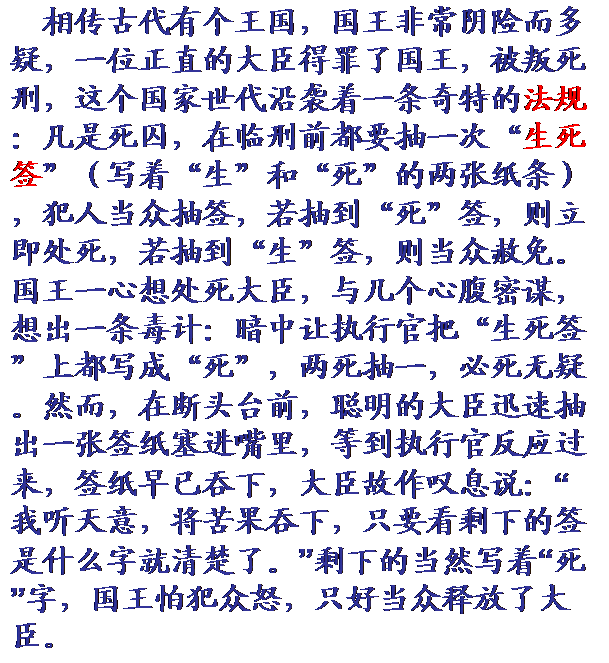 相传古代有个王国，国王非常阴险而多
疑，一位正直的大臣得罪了国王，被叛死
刑，这个国家世代沿袭着一条奇特的法规
：凡是死囚，在临刑前都要抽一次“生死
签”（写着“生”和“死”的两张纸条）
，犯人当众抽签，若抽到“死”签，则立
即处死，若抽到“生”签，则当众赦免。
国王一心想处死大臣，与几个心腹密谋，
想出一条毒计：暗中让执行官把“生死签
”上都写成“死”，两死抽一，必死无疑
。然而，在断头台前，聪明的大臣迅速抽
出一张签纸塞进嘴里，等到执行官反应过
来，签纸早已吞下，大臣故作叹息说：“
我听天意，将苦果吞下，只要看剩下的签
是什么字就清楚了。”剩下的当然写着“死
”字，国王怕犯众怒，只好当众释放了大
臣。